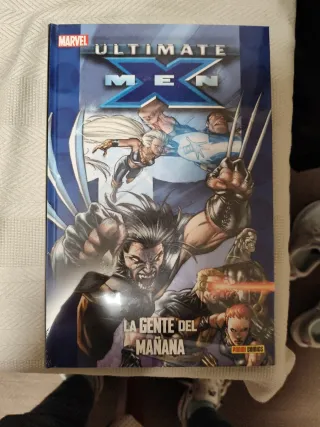 MARVEL
ULTIMATE
X
MEN
LA GENTE DEL
MAÑANA
PANINI COMICS